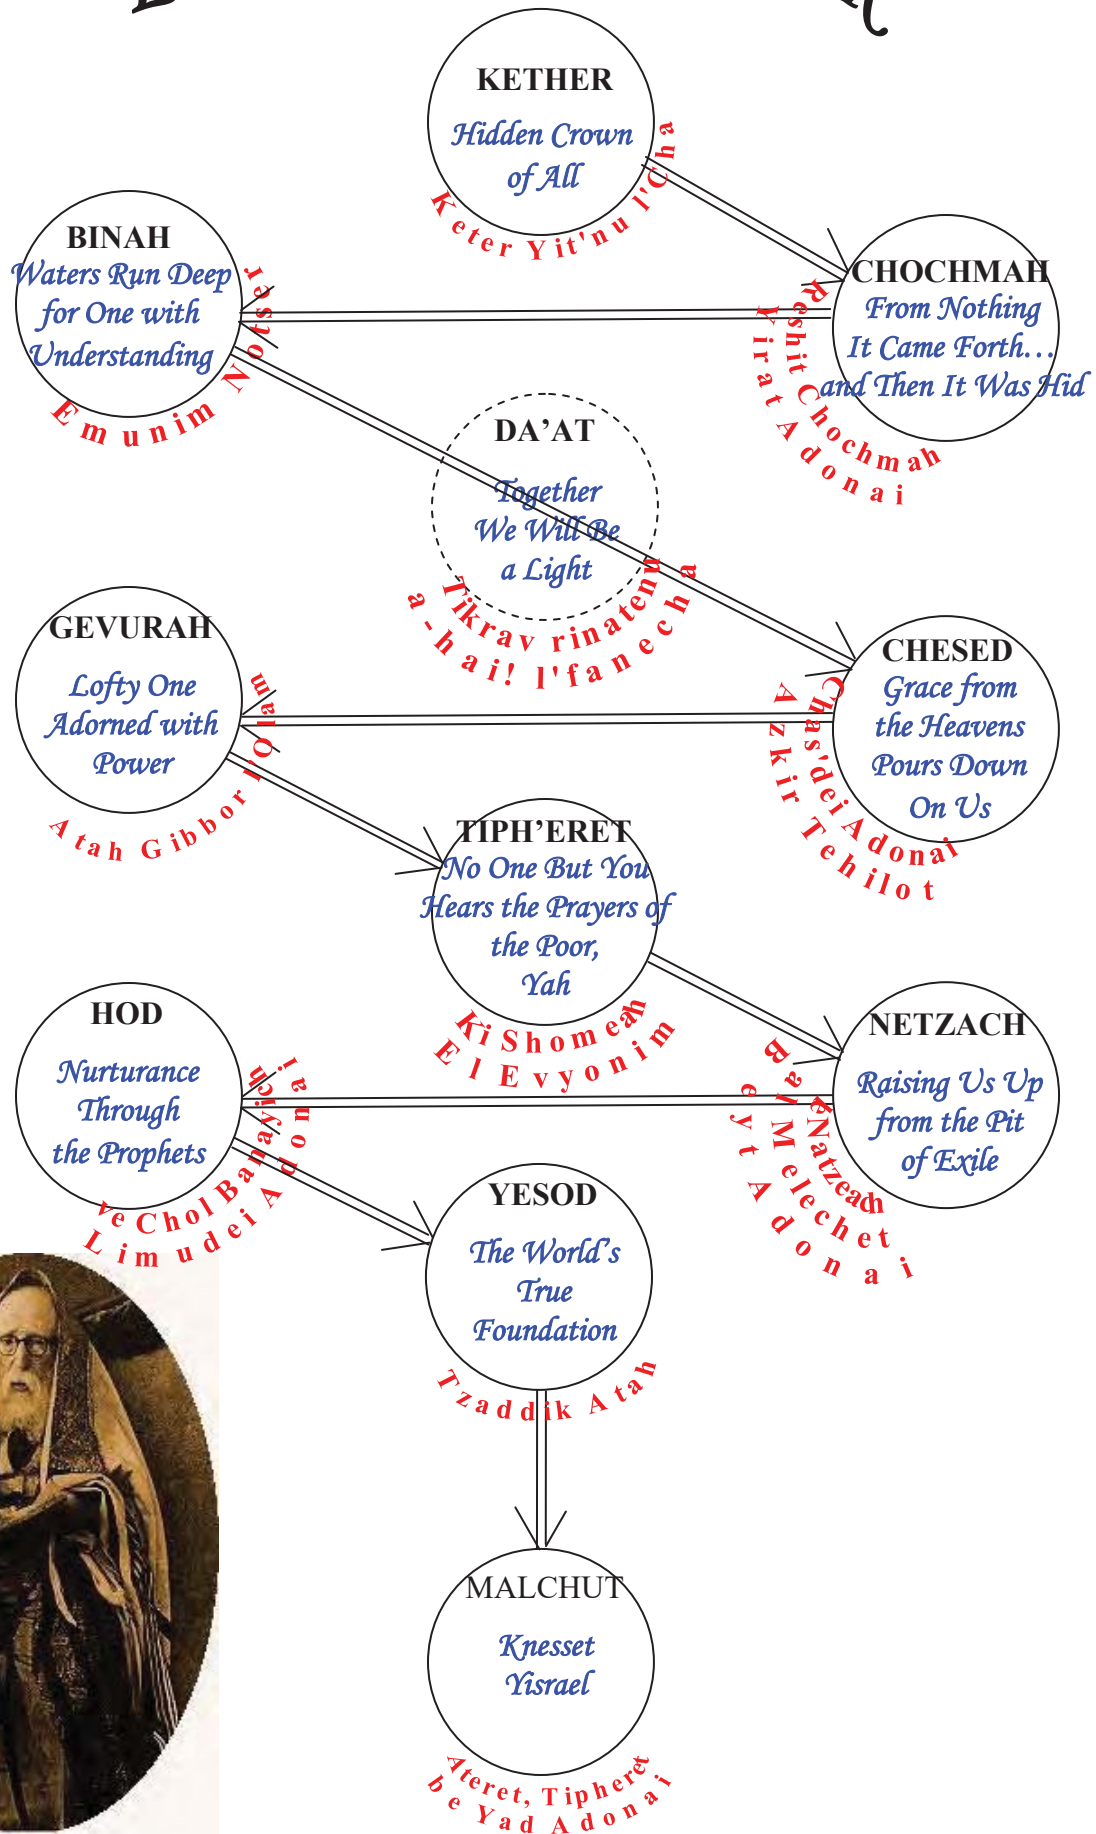 KETHER
Hidden Crown
of All
Keter Yit'nu l'Cha
BINAH
Waters Run Deep
for One with
Understanding
Emunim Notser
CHOCHMAH
From Nothing
It Came Forth…
and Then It Was Hid
Reshit Chochmah
Yirat Adonai
DA’AT
Together
We Will Be
a Light
Tikrav rinatenu
a-hai! l'fanecha
GEVURAH
Lofty One
Adorned with
Power
Atah Gibbor l'Olam
CHESED
Grace from
the Heavens
Pours Down
On Us
Chas'dei Adonai
Azkir Tehilot
TIPH’ERET
No One But You
Hears the Prayers of
the Poor,
Yah
Ki Shomeah
El Evyonim
HOD
Nurturance
Through
the Prophets
ve Chol Banayich
Limudei Adonai
NETZACH
Raising Us Up
from the Pit
of Exile
leNatzeach
Bal Melechet
eyt Adonai
YESOD
The World’s
True
Foundation
Tzaddik Atah
MALCHUT
Knesset
Yisrael
Ateret, Tipheret
be Yad Adonai